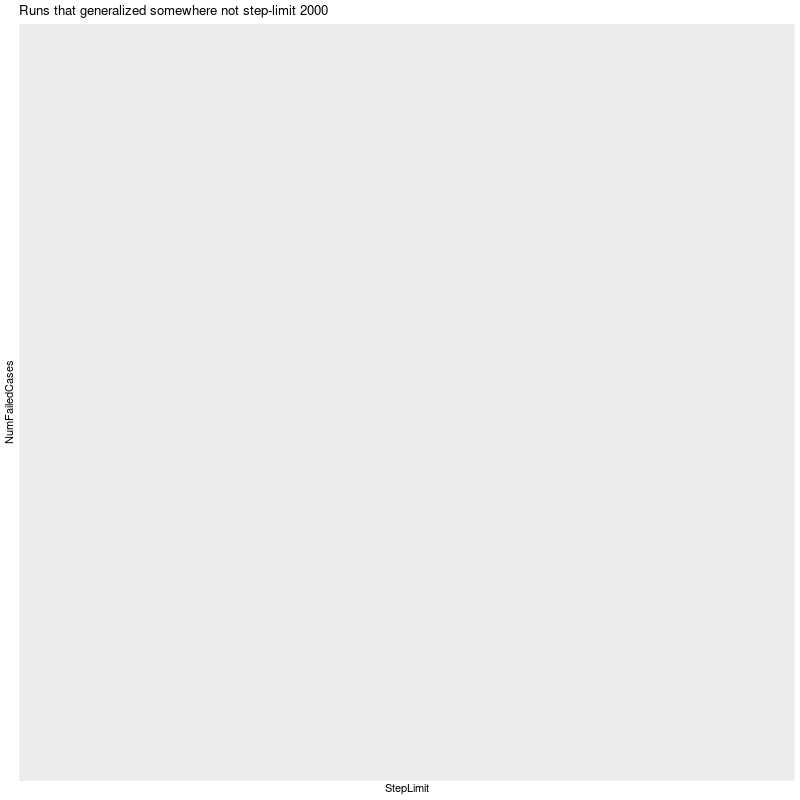 Runs that generalized somewhere not step-limit 2000
NumFailedCases
StepLimit